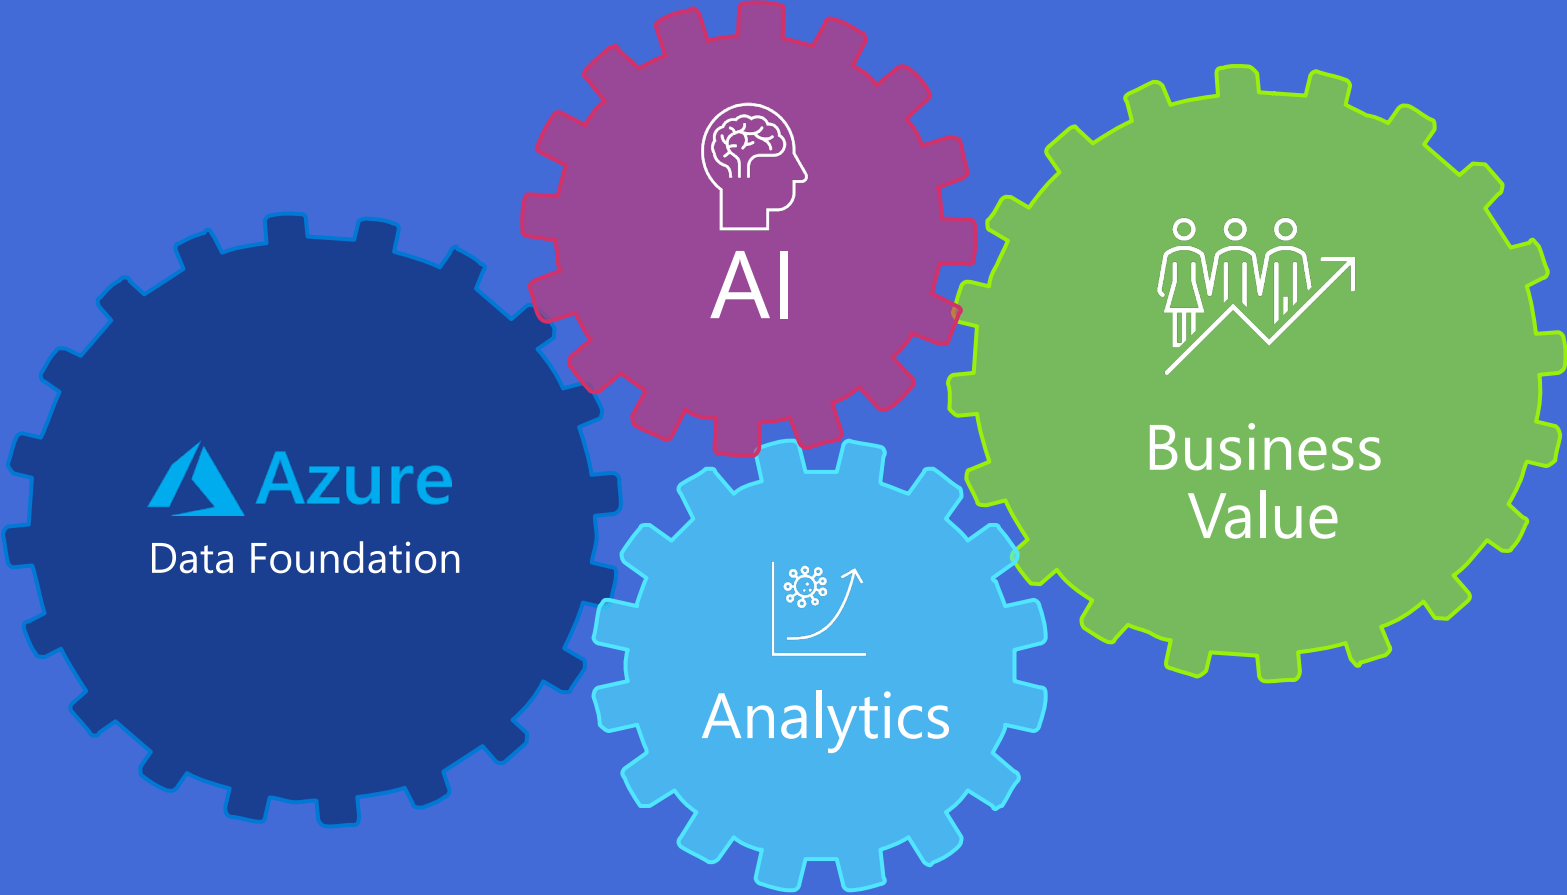 Azure
Data Foundation
AI
Analytics
Business
Value